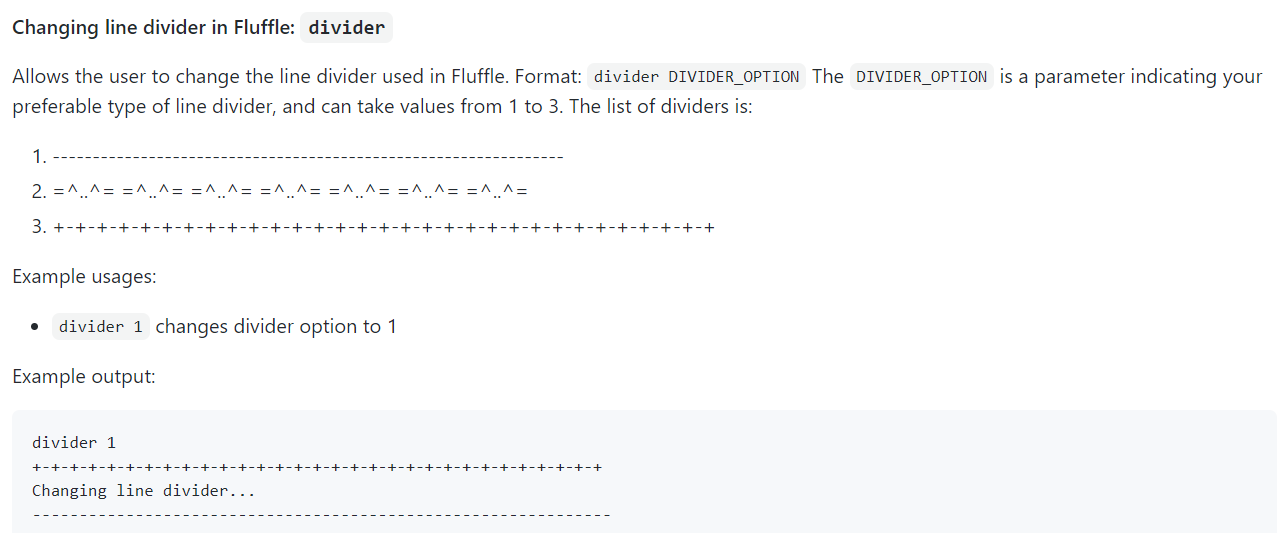 Changing line divider in Fluffle: divider
Allows the user to change the line divider used in Fluffle. Format: divider DIVIDER_OPTION The DIVIDER_OPTION is a parameter indicating your
preferable type of line divider, and can take values from 1 to 3. The list of dividers is:
1. ----------------------------------------------------------------
2. =^..^= =^..^= =^..^= =^..^= =^..^= =^..^= =^..^=
3. +-+-+-+-+-+-+-+-+-+-+-+-+-+-+-+-+-+-+-+-+-+-+-+-+-+-+-+-+-+-+
Example usages:
• divider 1 changes divider option to 1
Example output:
divider 1
+-+-+-+-+-+-+-+-+-+-+-+-+-+-+-+-+-+-+-+-+-+-+-+-+-+-+-+-+-+-+
Changing line divider...
--------------------------------------------------------------